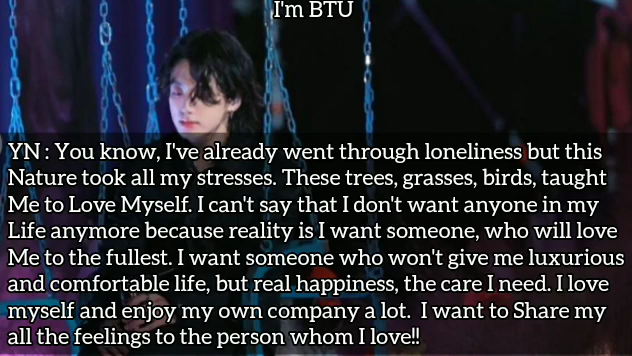 I'm BTU
YN : You know, I've already went through loneliness but this
Nature took all my stresses. These trees, grasses, birds, taught
Me to Love Myself. I can't say that I don't want anyone in my
Life anymore because reality is I want someone, who will love
Me to the fullest. I want someone who won't give me luxurious
and comfortable life, but real happiness, the care I need. I love
myself and enjoy my own company a lot.  I want to Share my
all the feelings to the person whom I love!!